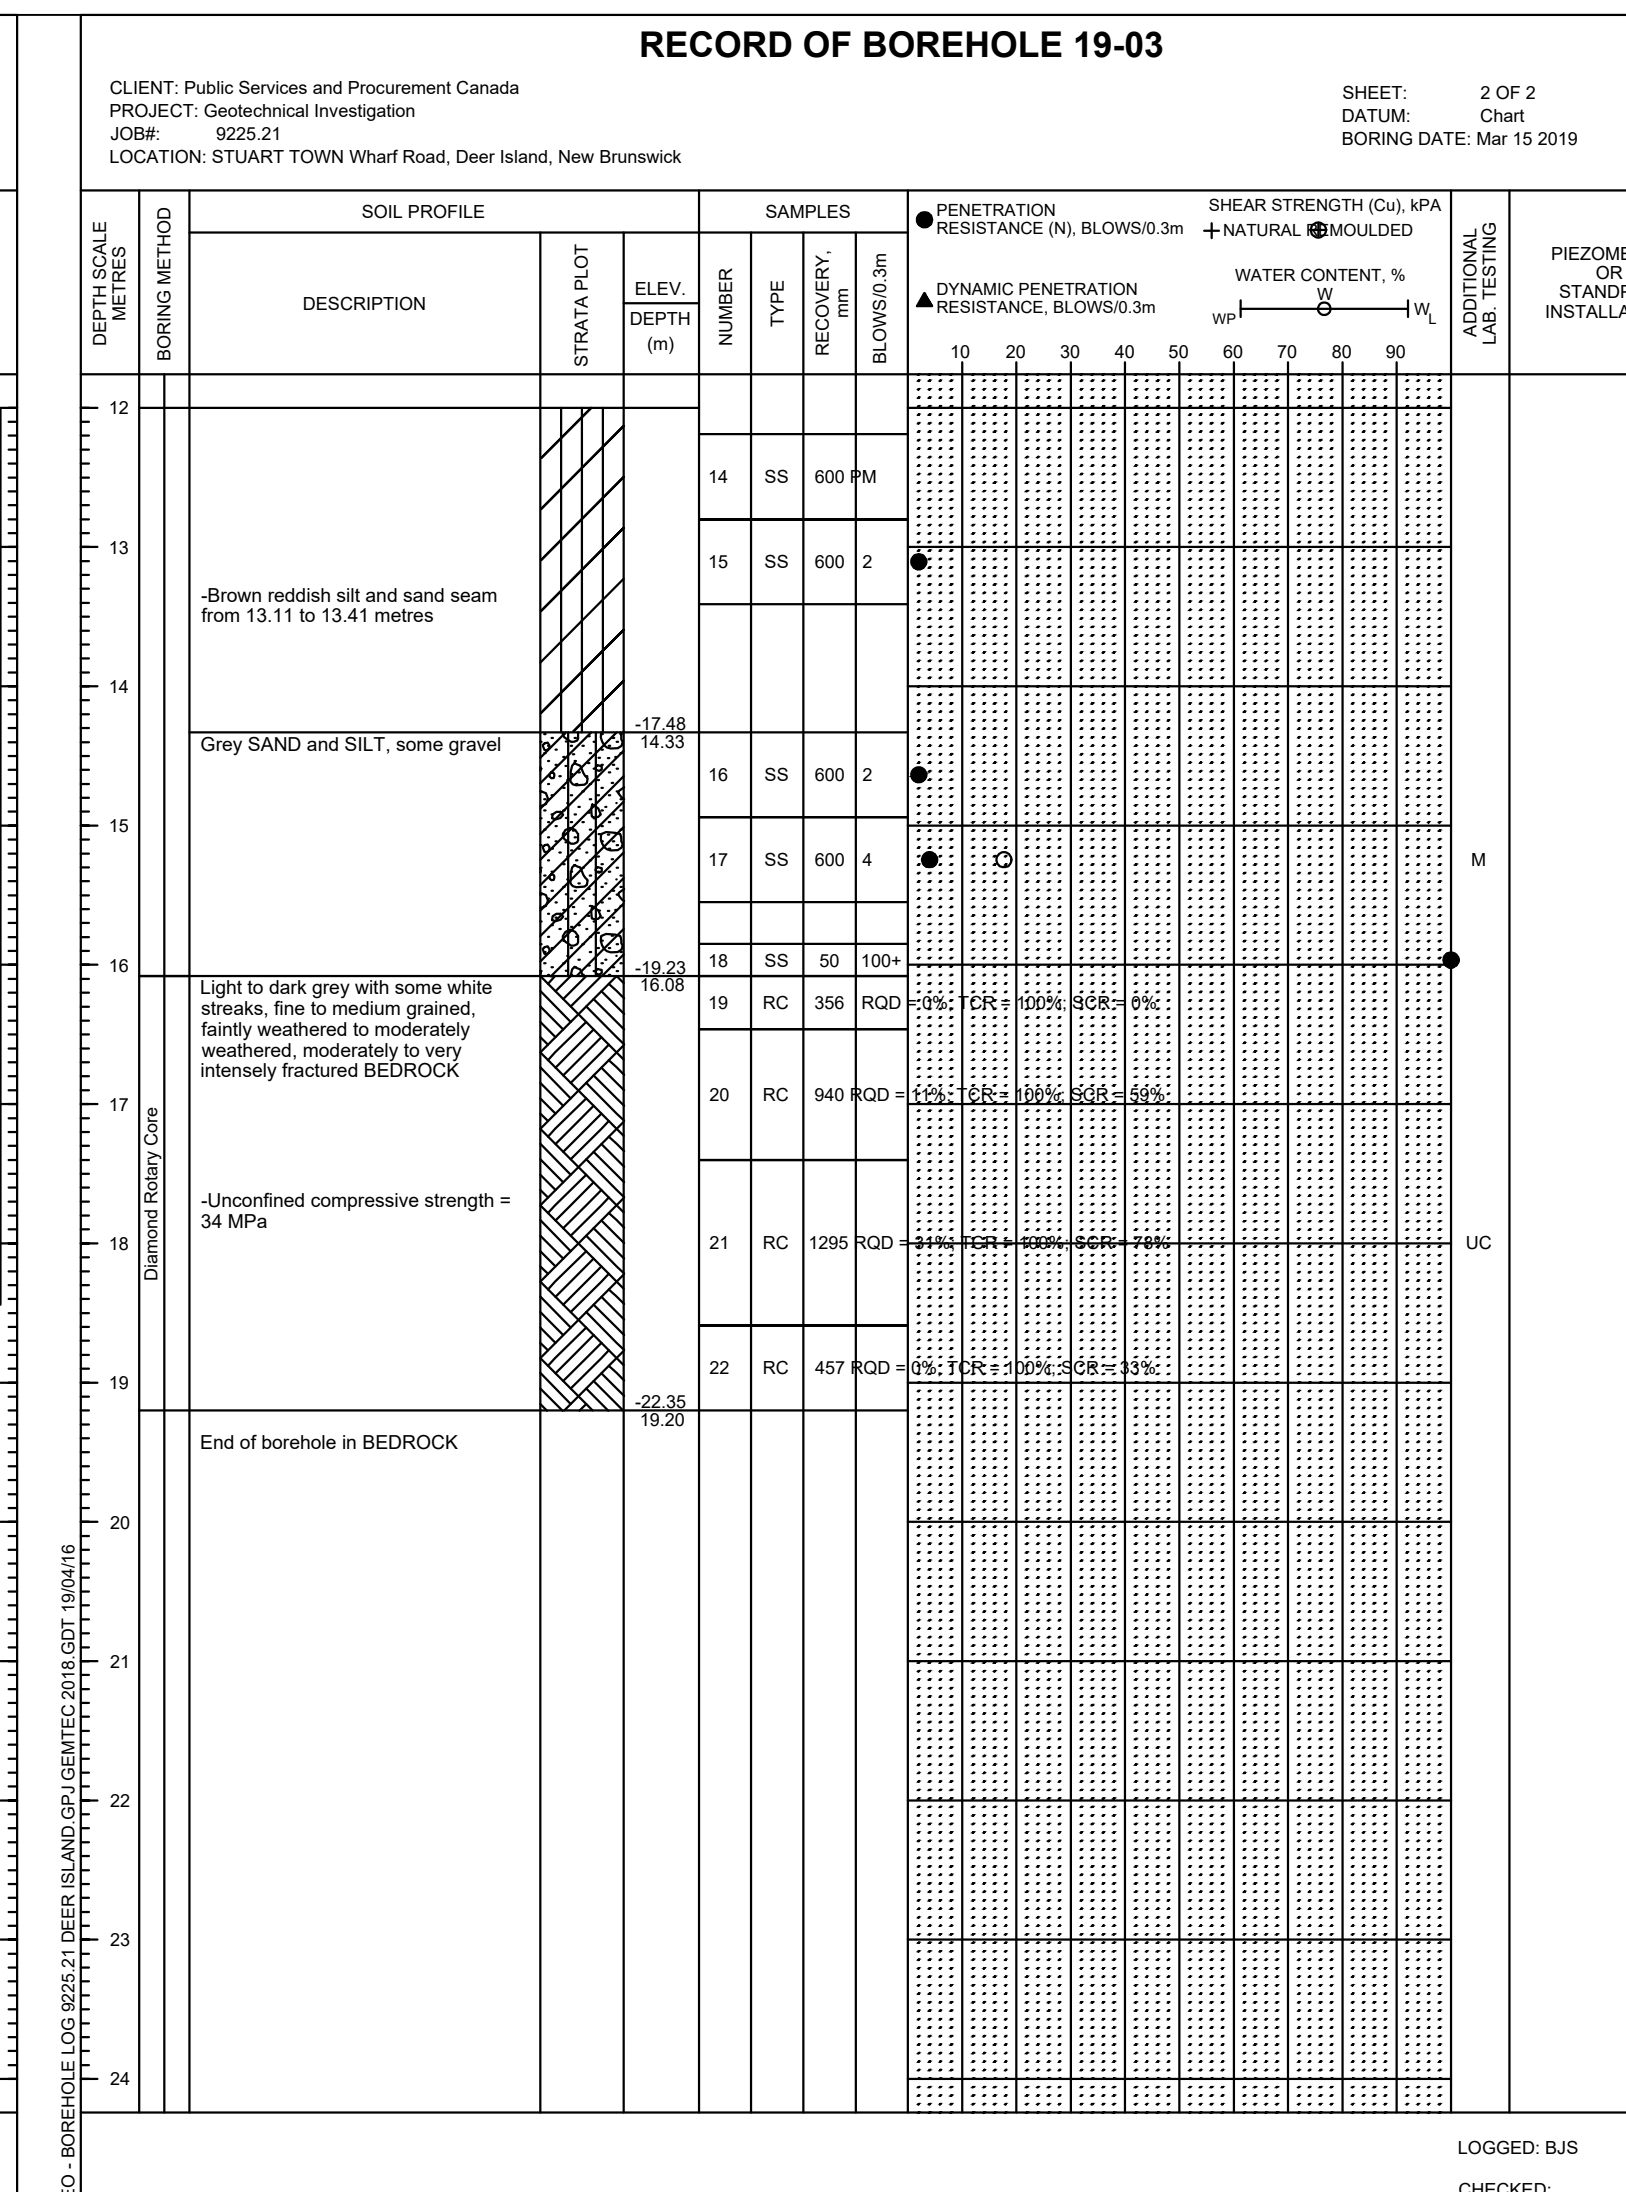 RECORD OF BOREHOLE 19-03
CLIENT: Public Services and Procurement Canada
PROJECT: Geotechnical Investigation
JOB#: 9225.21
LOCATION: STUART TOWN Wharf Road, Deer Island, New Brunswick
SHEET: 2 OF 2
DATUM: Chart
BORING DATE: Mar 15 2019
DEPTH SCALE
METRES
BORING METHOD
SOIL PROFILE
DESCRIPTION
STRATA PLOT
ELEV.
DEPTH
(m)
SAMPLES
NUMBER
TYPE
RECOVERY,
mm
BLOWS/0.3m
PENETRATION
RESISTANCE (N), BLOWS/0.3m
DYNAMIC PENETRATION
RESISTANCE, BLOWS/0.3m
SHEAR STRENGTH (Cu), kPA
+ NATURAL REMOULDED
WATER CONTENT, %
W
WP WL
10 20 30 40 50 60 70 80 90
ADDITIONAL
LAB. TESTING
PIEZOME
OR
STANDP
INSTALLA
12
14 SS 600 PM
13
15 SS 600 2
-Brown reddish silt and sand seam
from 13.11 to 13.41 metres
14
-17.48
14.33
Grey SAND and SILT, some gravel
16 SS 600 2
15
17 SS 600 4 M
18 SS 50 100+
16
-19.23
16.08
Light to dark grey with some white
streaks, fine to medium grained,
faintly weathered to moderately
weathered, moderately to very
intensely fractured BEDROCK
19 RC 356 RQD = 0%; TCR = 100%; SCR = 0%
20 RC 940 RQD = 11%; TCR = 100%; SCR = 59%
17
Diamond Rotary Core
-Unconfined compressive strength =
34 MPa
18
21 RC 1295 RQD = 31%; TCR = 100%; SCR = 78% UC
22 RC 457 RQD = 0%; TCR = 100%; SCR = 33%
19
-22.35
19.20
End of borehole in BEDROCK
20
21
22
23
24
EO - BOREHOLE LOG 9225.21 DEER ISLAND.GPJ GEMTEC 2018.GDT 19/04/16
LOGGED: BJS
CHECKED: